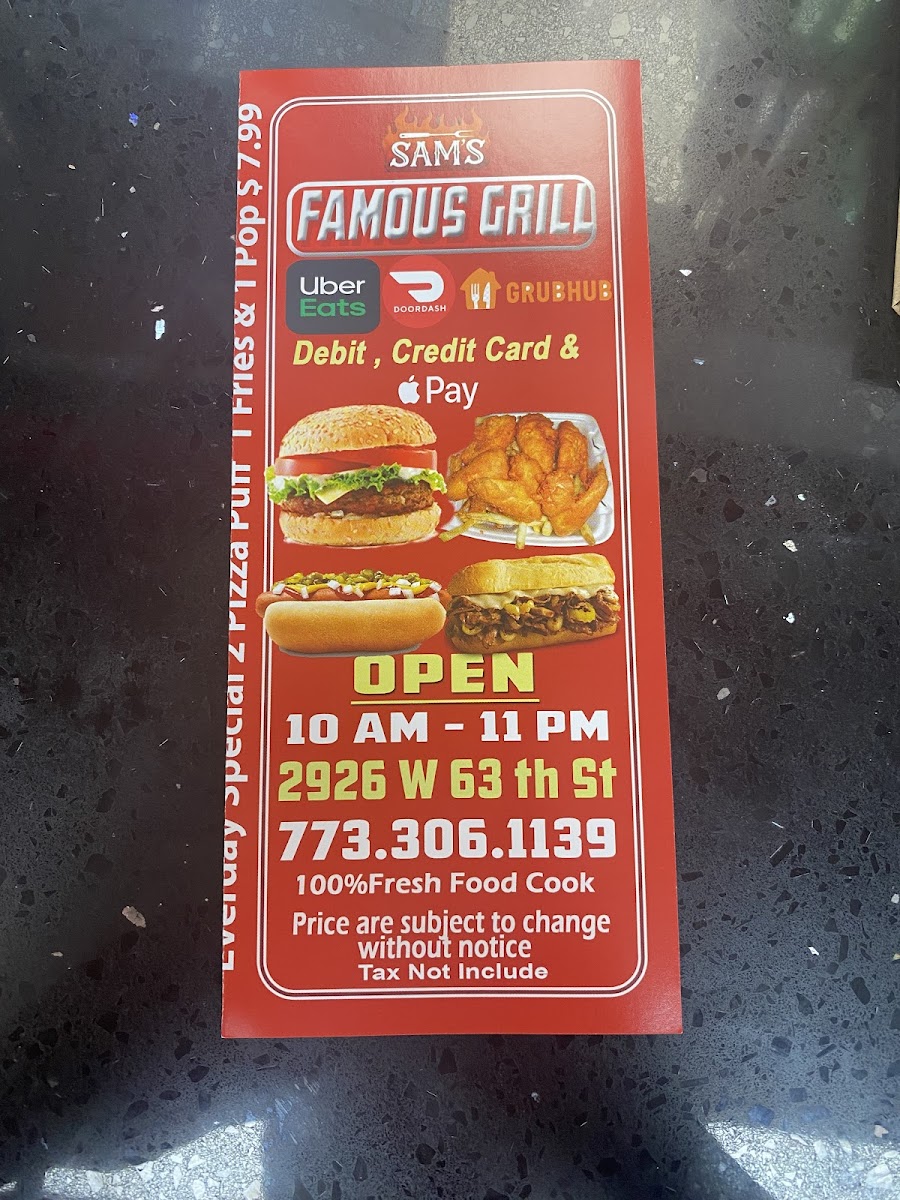 SAM'S
FAMOUS GRILL
Uber
Eats
DOORDASH
GRUBHUB
Debit , Credit Card &
Pay
OPEN
10 AM - 11 PM
2926 W 63 th St
773.306.1139
100%Fresh Food Cook
Price are subject to change
without notice
Tax Not Include
Everyday Special 2 Pizza Puff 1 Fries & 1 Pop $ 7.99